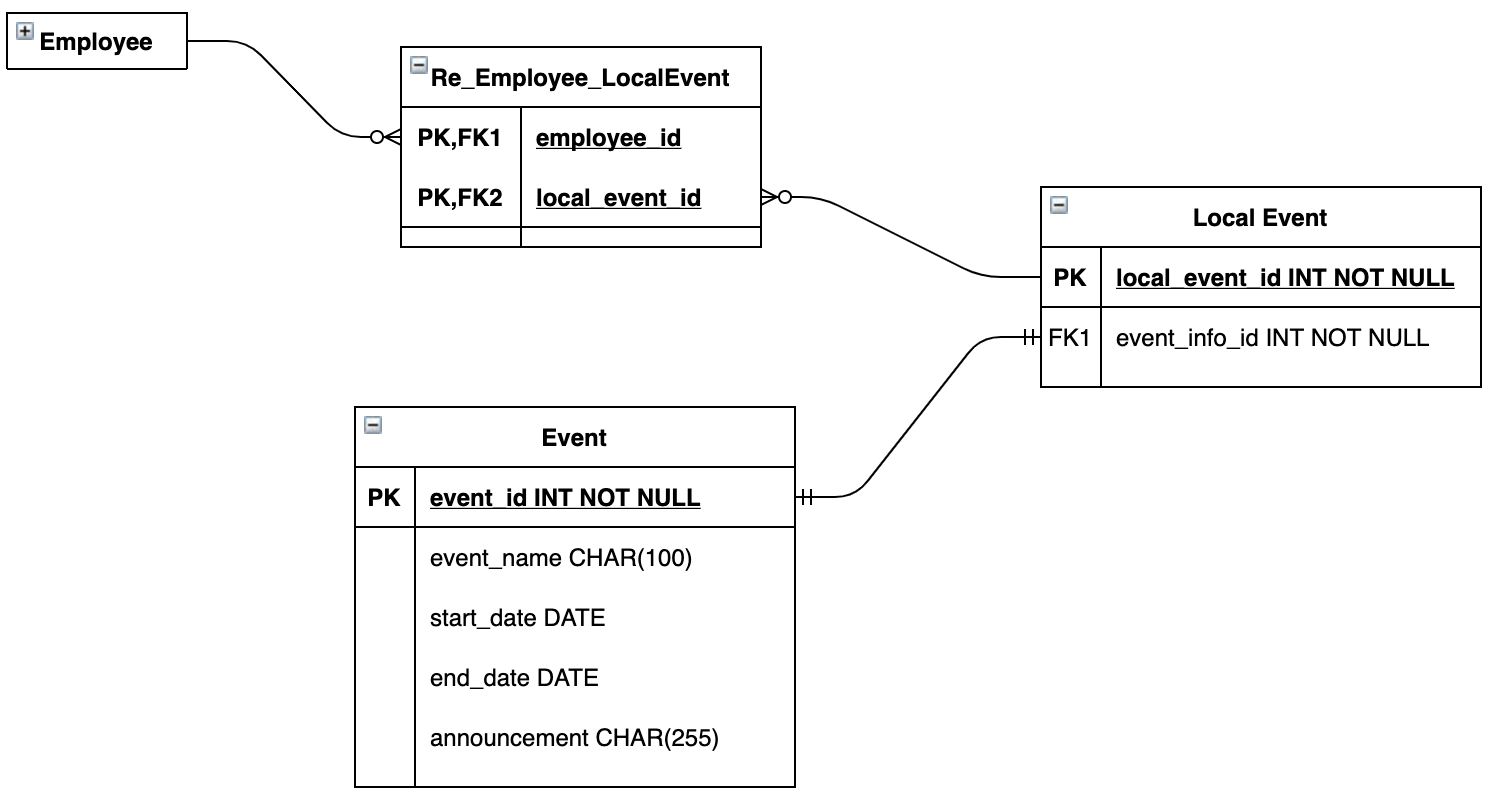 Employee
Re_Employee_LocalEvent
PK,FK1 employee_id
PK,FK2 local_event_id
Local Event
PK local_event_id INT NOT NULL
FK1 event_info_id INT NOT NULL
Event
PK event_id INT NOT NULL
event_name CHAR(100)
start_date DATE
end_date DATE
announcement CHAR(255)